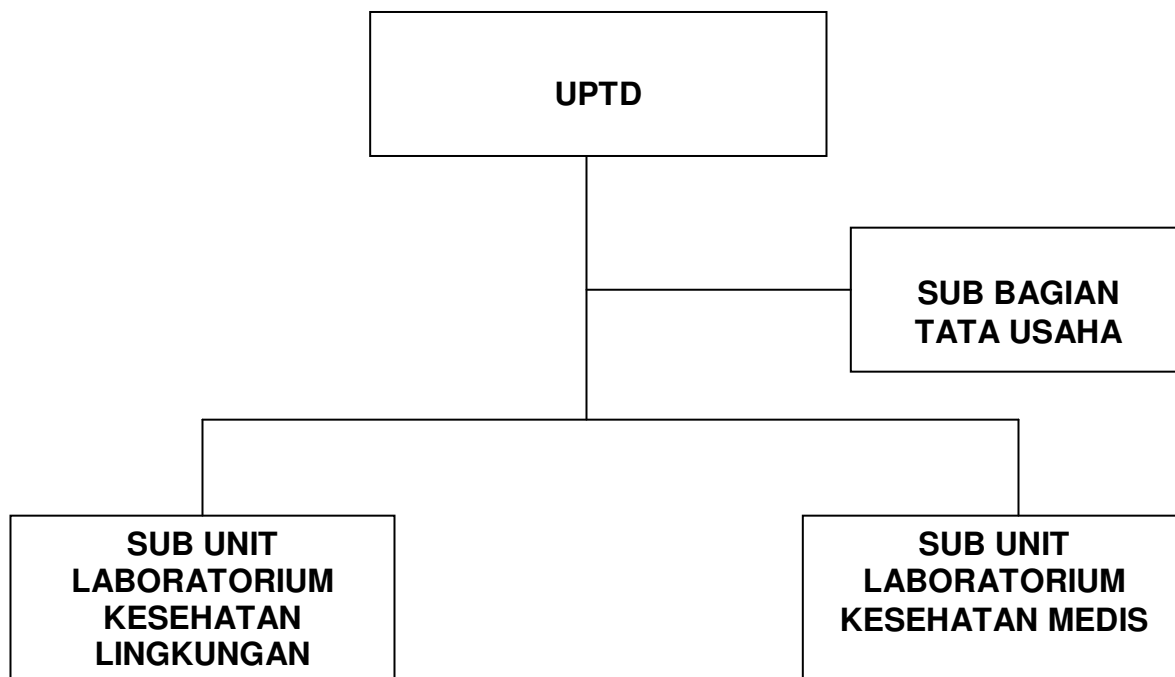 UPTD
SUB BAGIAN
TATA USAHA
SUB UNIT
LABORATORIUM
KESEHATAN
LINGKUNGAN
SUB UNIT
LABORATORIUM
KESEHATAN MEDIS